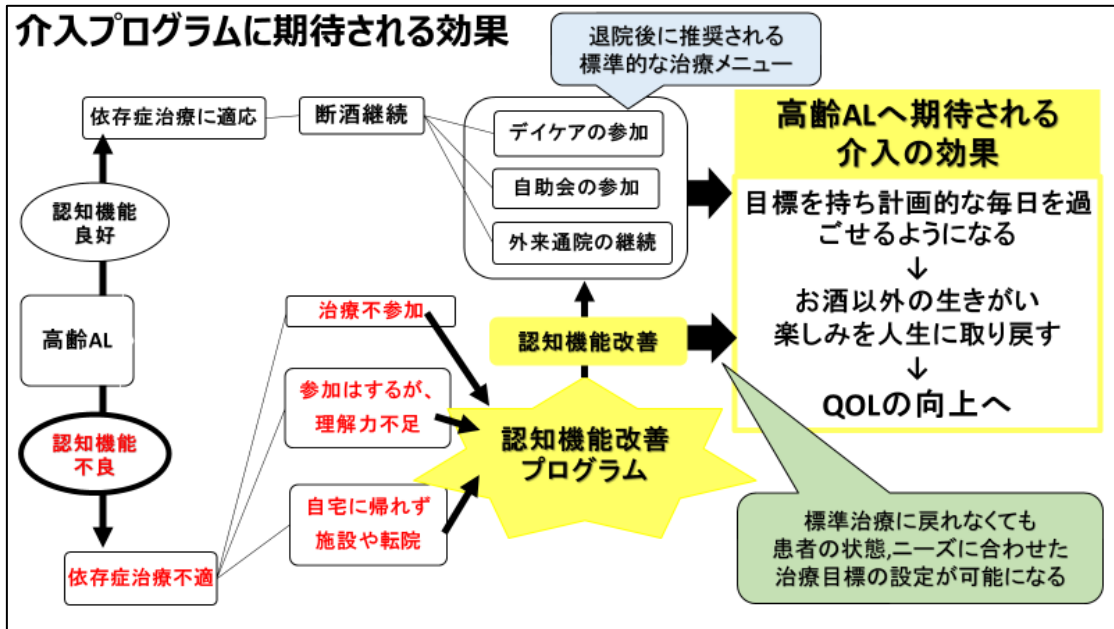 介入プログラムに期待される効果
退院後に推奨される
標準的な治療メニュー
依存症治療に適応
断酒継続
デイケアの参加
自助会の参加
外来通院の継続
認知機能
良好
高齢AL
認知機能
不良
依存症治療不適
治療不参加
参加はするが、
理解力不足
自宅に帰れず
施設や転院
認知機能改善
認知機能改善
プログラム
高齢ALへ期待される
介入の効果
目標を持ち計画的な毎日を過
ごせるようになる
↓
お酒以外の生きがい
楽しみを人生に取り戻す
↓
QOLの向上へ
標準治療に戻れなくても
患者の状態,ニーズに合わせた
治療目標の設定が可能になる